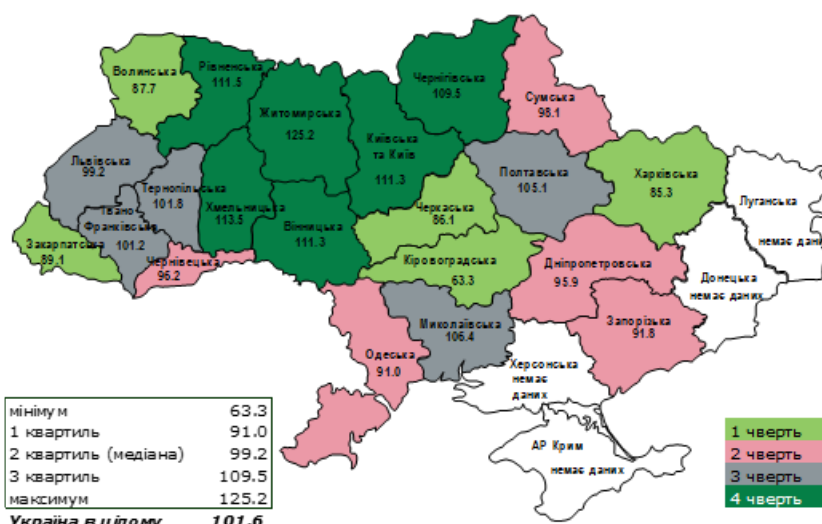 Волинська
87.7
Рівненська
111.5
Житомирська
125.2
Київська
та Київ
111.3
Чернігівська
109.5
Сумська
98.1
Львівська
99.2
Тернопільська
101.8
Хмельницька
113.5
Вінницька
111.3
Івано
Франківська
101.2
Закарпатська
89.1
Чернівецька
96.2
Черкаська
86.1
Полтавська
105.1
Харківська
85.3
Луганська
немає даних
Кіровоградська
63.3
Дніпропетровська
95.9
Донецька
немає даних
Запорізька
91.8
Миколаївська
106.4
Одеська
91.0
Херсонська
немає
даних
АР Крим
немає даних
мінімум 63.3
1 квартиль 91.0
2 квартиль (медіана) 99.2
3 квартиль 109.5
максимум 125.2
Україна в цілому 101.6
1 чверть
2 чверть
3 чверть
4 чверть